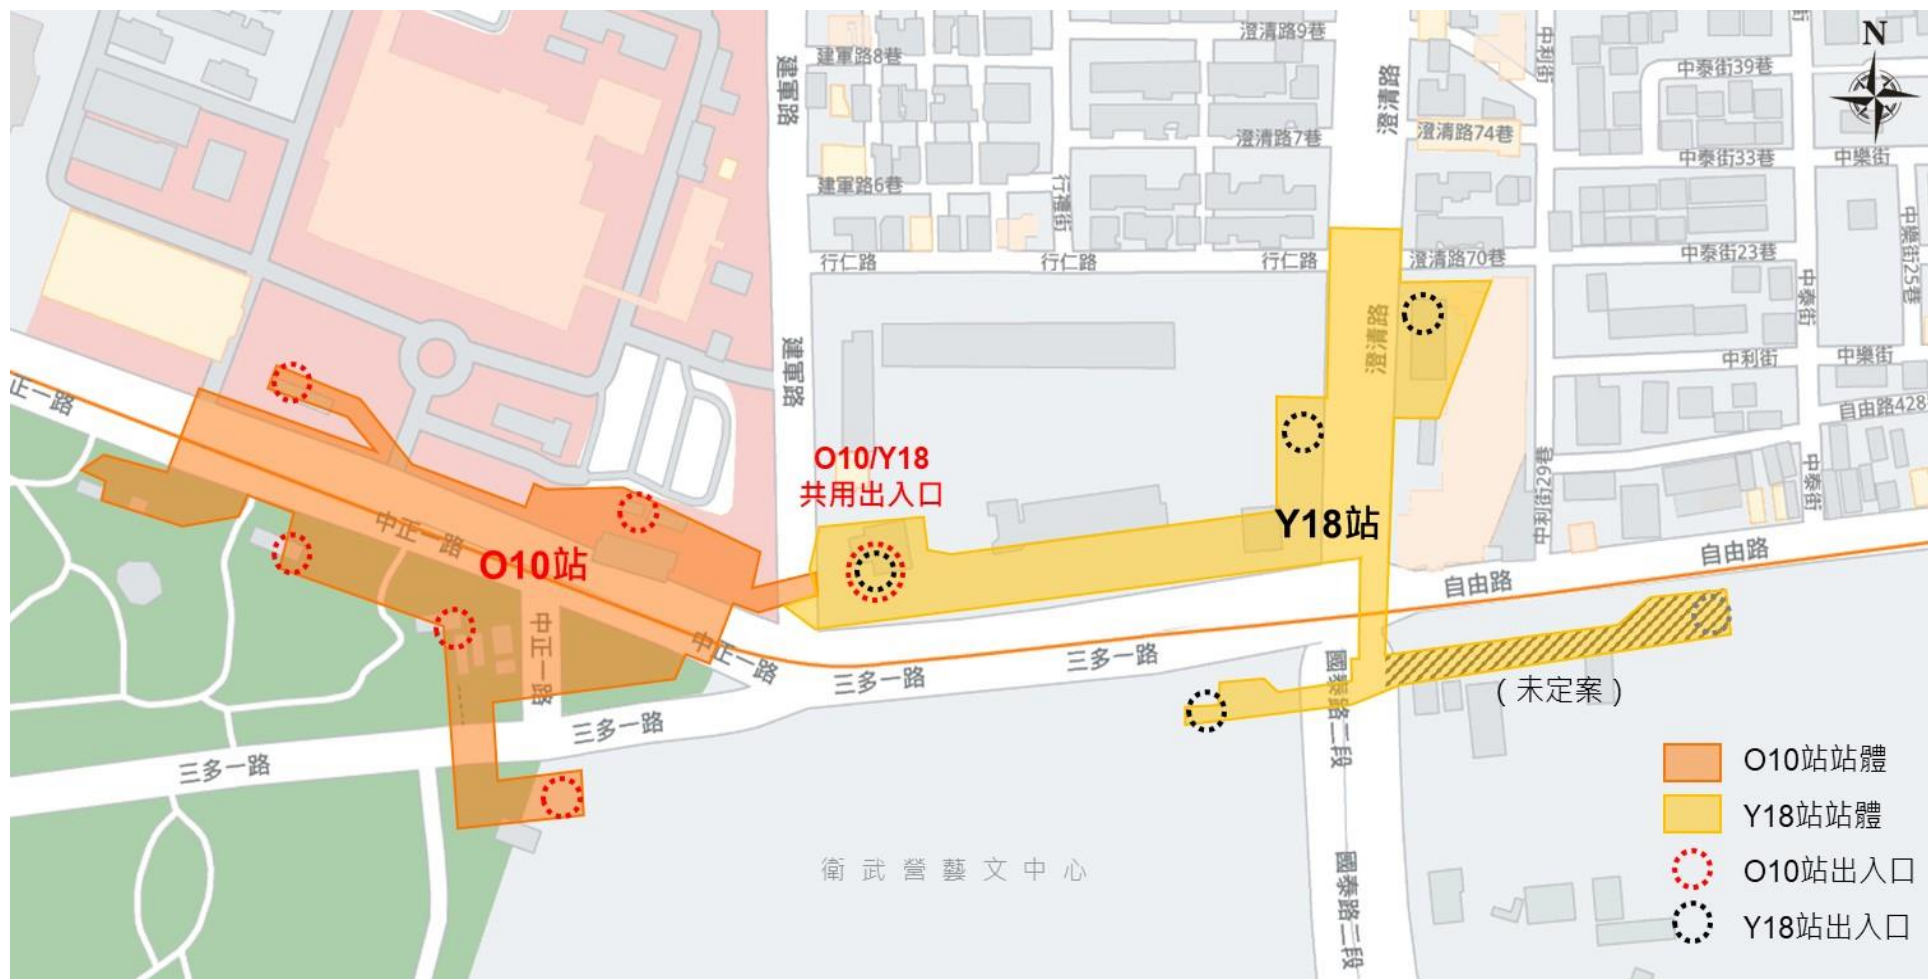 N
澄清路9巷
建軍路8巷
建軍路
澄清路
中利街
中泰街39巷
澄清路74巷
澄清路7巷
中泰街33巷
中樂街
建軍路6巷
行禮街
中樂街25巷
行仁路
行仁路
行仁路
澄清路70巷
中泰街23巷
中泰街
建軍路
澄清路
中利街
中樂街
正一路
自由路428
O10/Y18
共用出入口
中利街29巷
中泰街
中正一路
Y18站
O10站
自由路
自由路
中正一路
中正一路
三多一路
三多一路
國泰路二段
(未定案)
三多一路
三多一路
O10站站體
Y18站站體
衛武營藝文中心
國泰路二段
O10站出入口
Y18站出入口